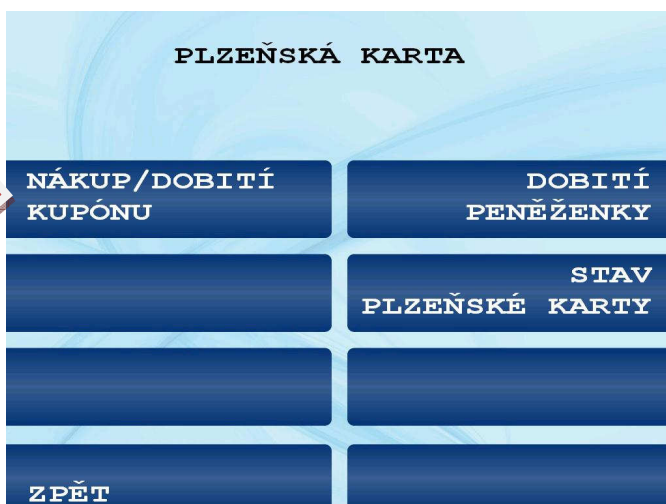 PLZEŇSKÁ KARTA
NÁKUP/DOBITÍ
KUPÓNU
DOBITÍ
PENĚŽENKY
STAV
PLZEŇSKÉ KARTY
ZPĚT